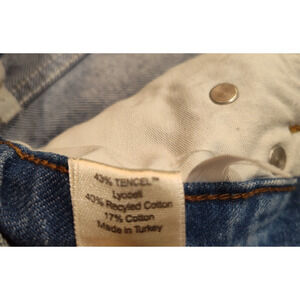 43% TENCEL™
Lyocell
40% Recycled Cotton
17% Cotton
Made in Turkey